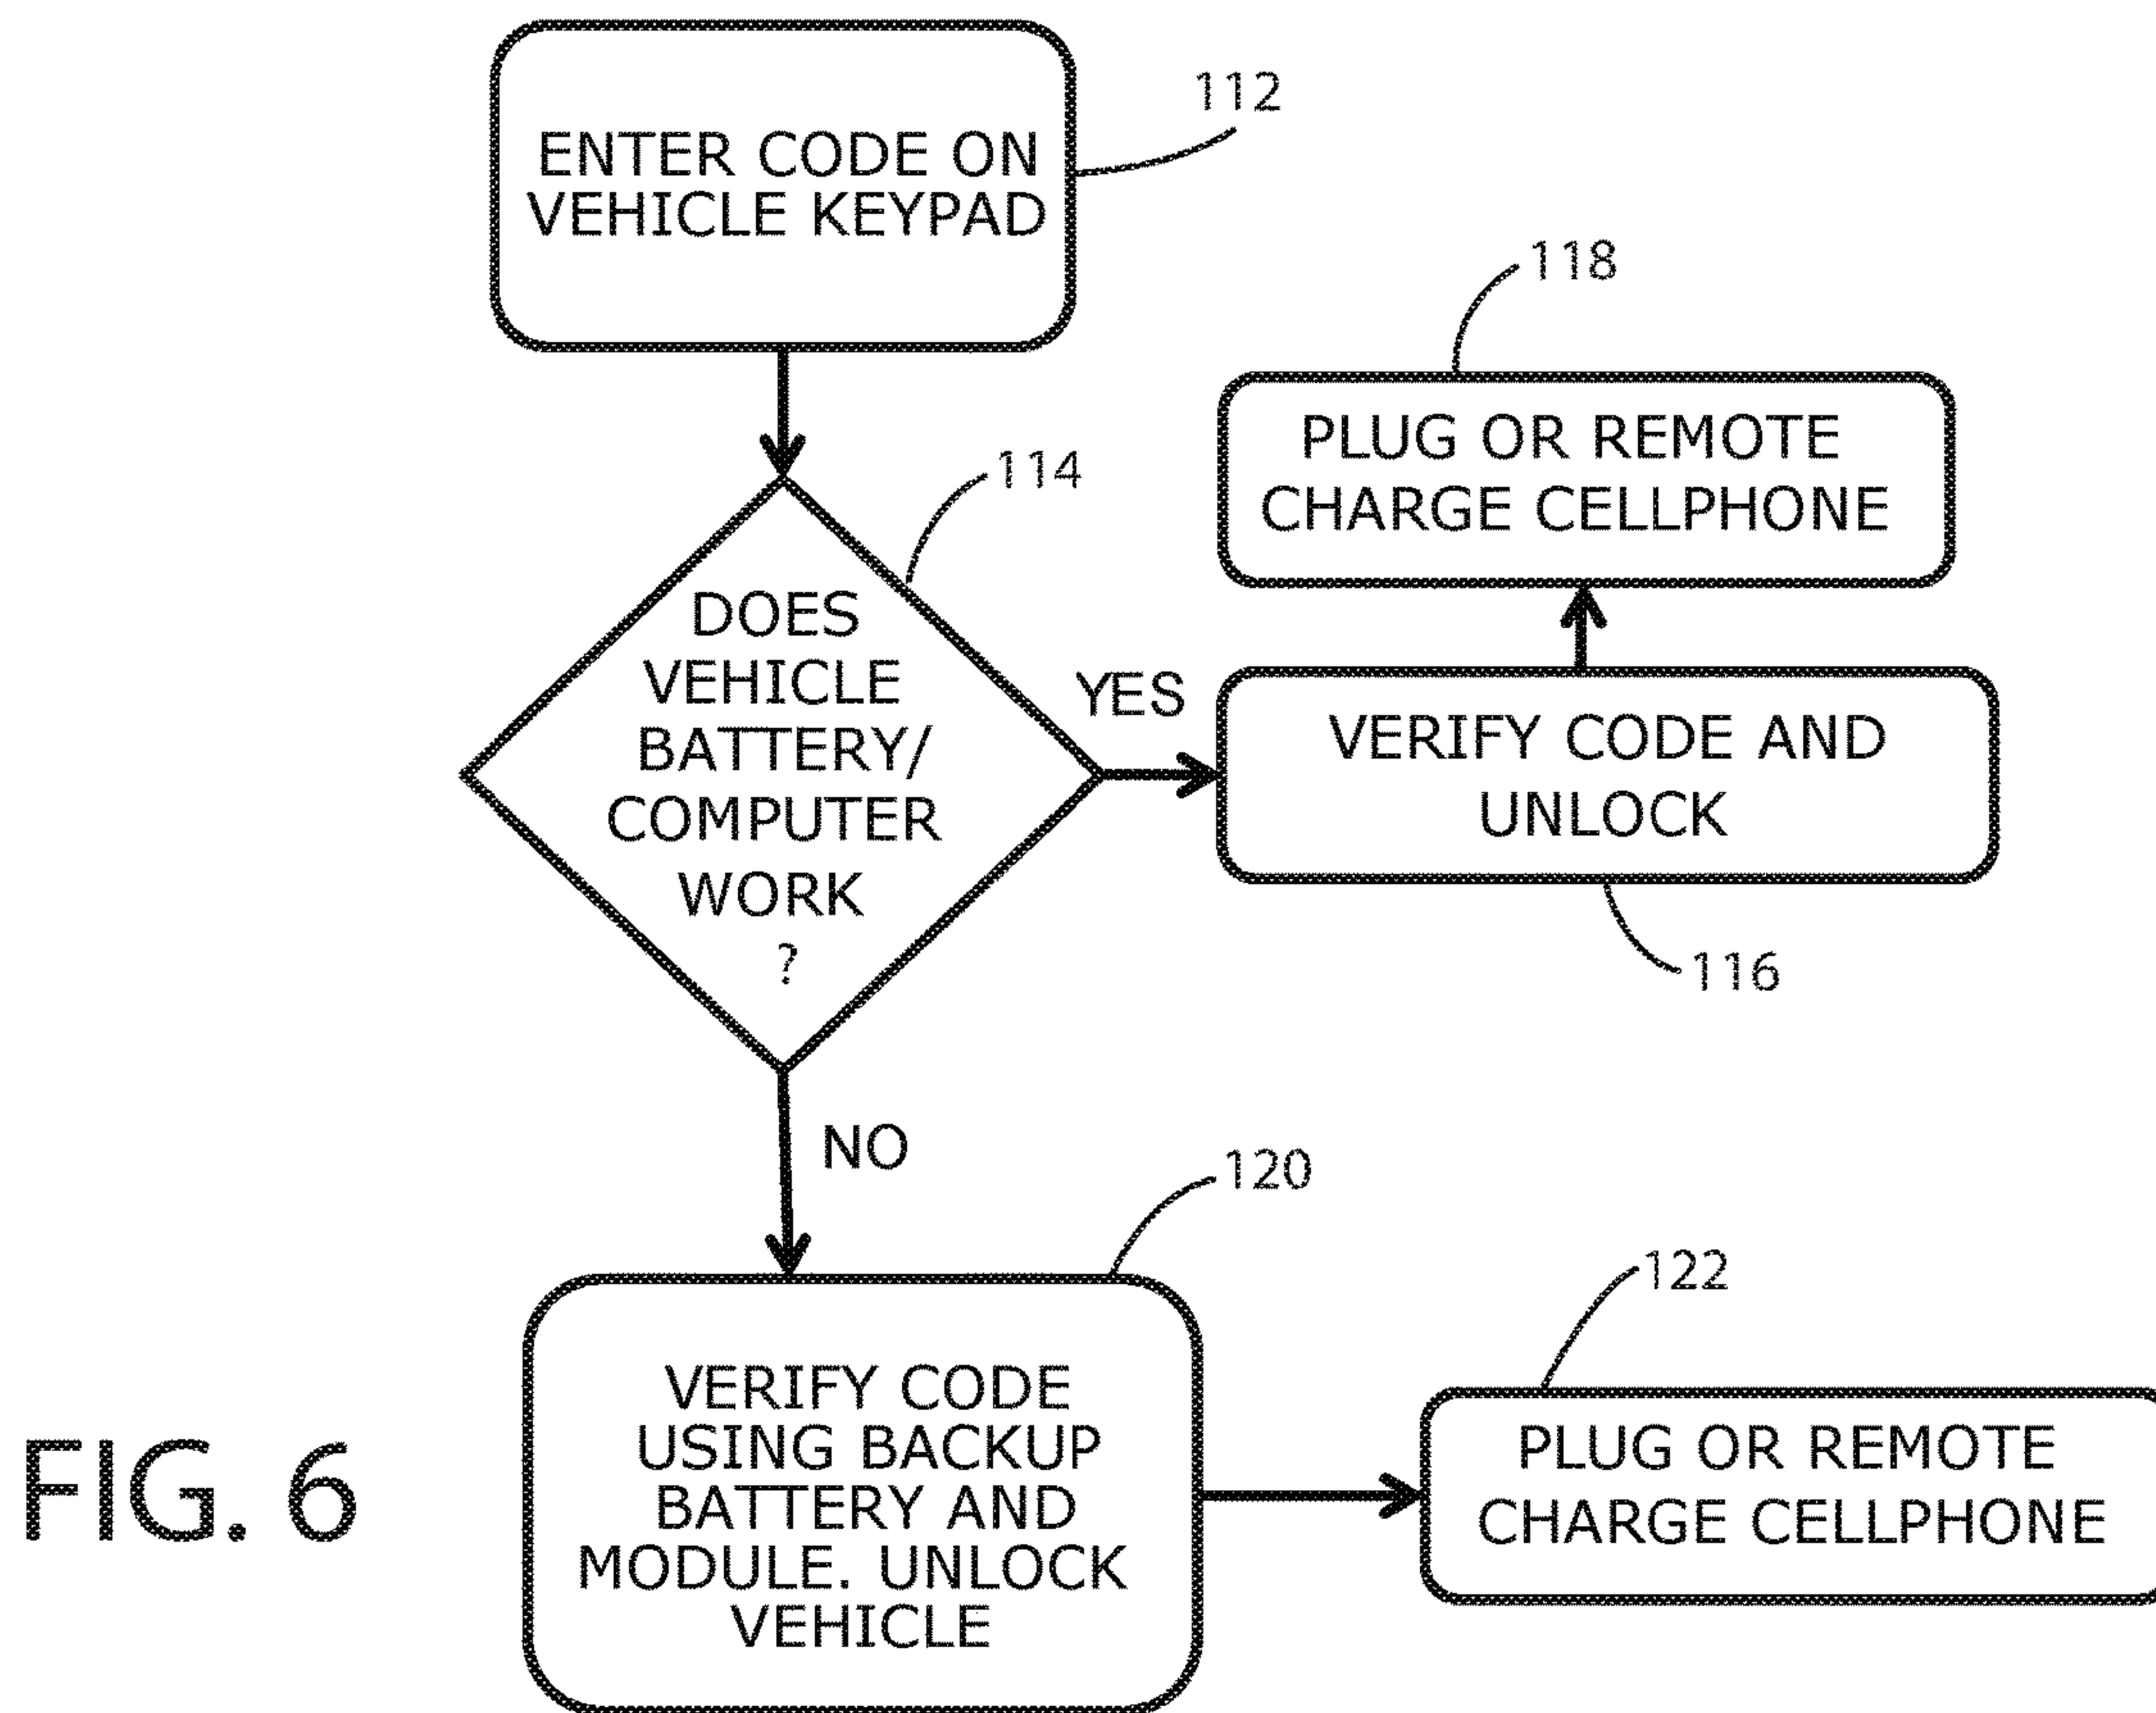 ENTER CODE ON
VEHICLE KEYPAD
112
118
PLUG OR REMOTE
CHARGE CELLPHONE
114
DOES
VEHICLE
BATTERY/
COMPUTER
WORK
?
YES
VERIFY CODE AND
UNLOCK
116
NO
120
VERIFY CODE
USING BACKUP
BATTERY AND
MODULE. UNLOCK
VEHICLE
122
PLUG OR REMOTE
CHARGE CELLPHONE
FIG. 6